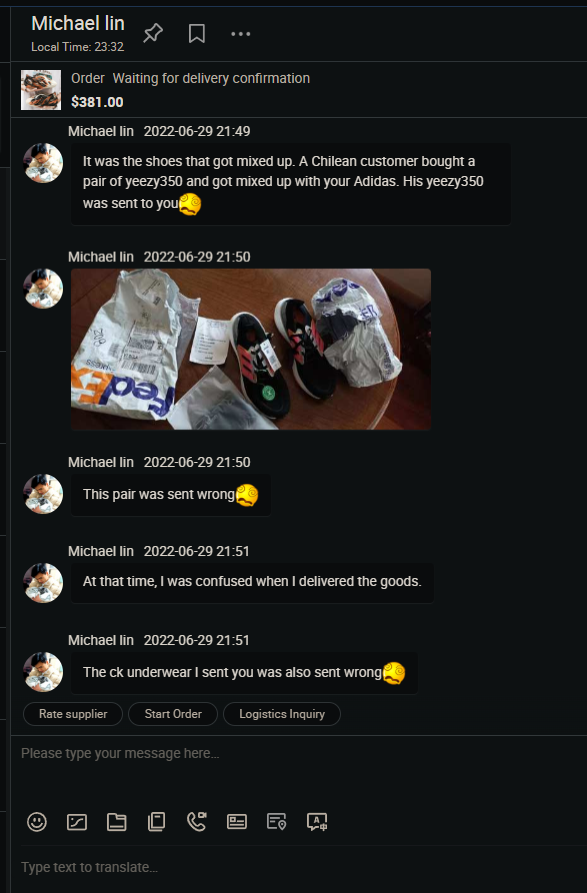 Michael lin
Local Time: 23:32
Order Waiting for delivery confirmation
$381.00
Michael lin 2022-06-29 21:49
It was the shoes that got mixed up. A Chilean customer bought a
pair of yeezy350 and got mixed up with your Adidas. His yeezy350
was sent to you
Michael lin 2022-06-29 21:50
FedEx
Michael lin 2022-06-29 21:50
This pair was sent wrong
Michael lin 2022-06-29 21:51
At that time, I was confused when I delivered the goods.
Michael lin 2022-06-29 21:51
The ck underwear I sent you was also sent wrong
Rate supplier
Start Order
Logistics Inquiry
Please type your message here...
Type text to translate...